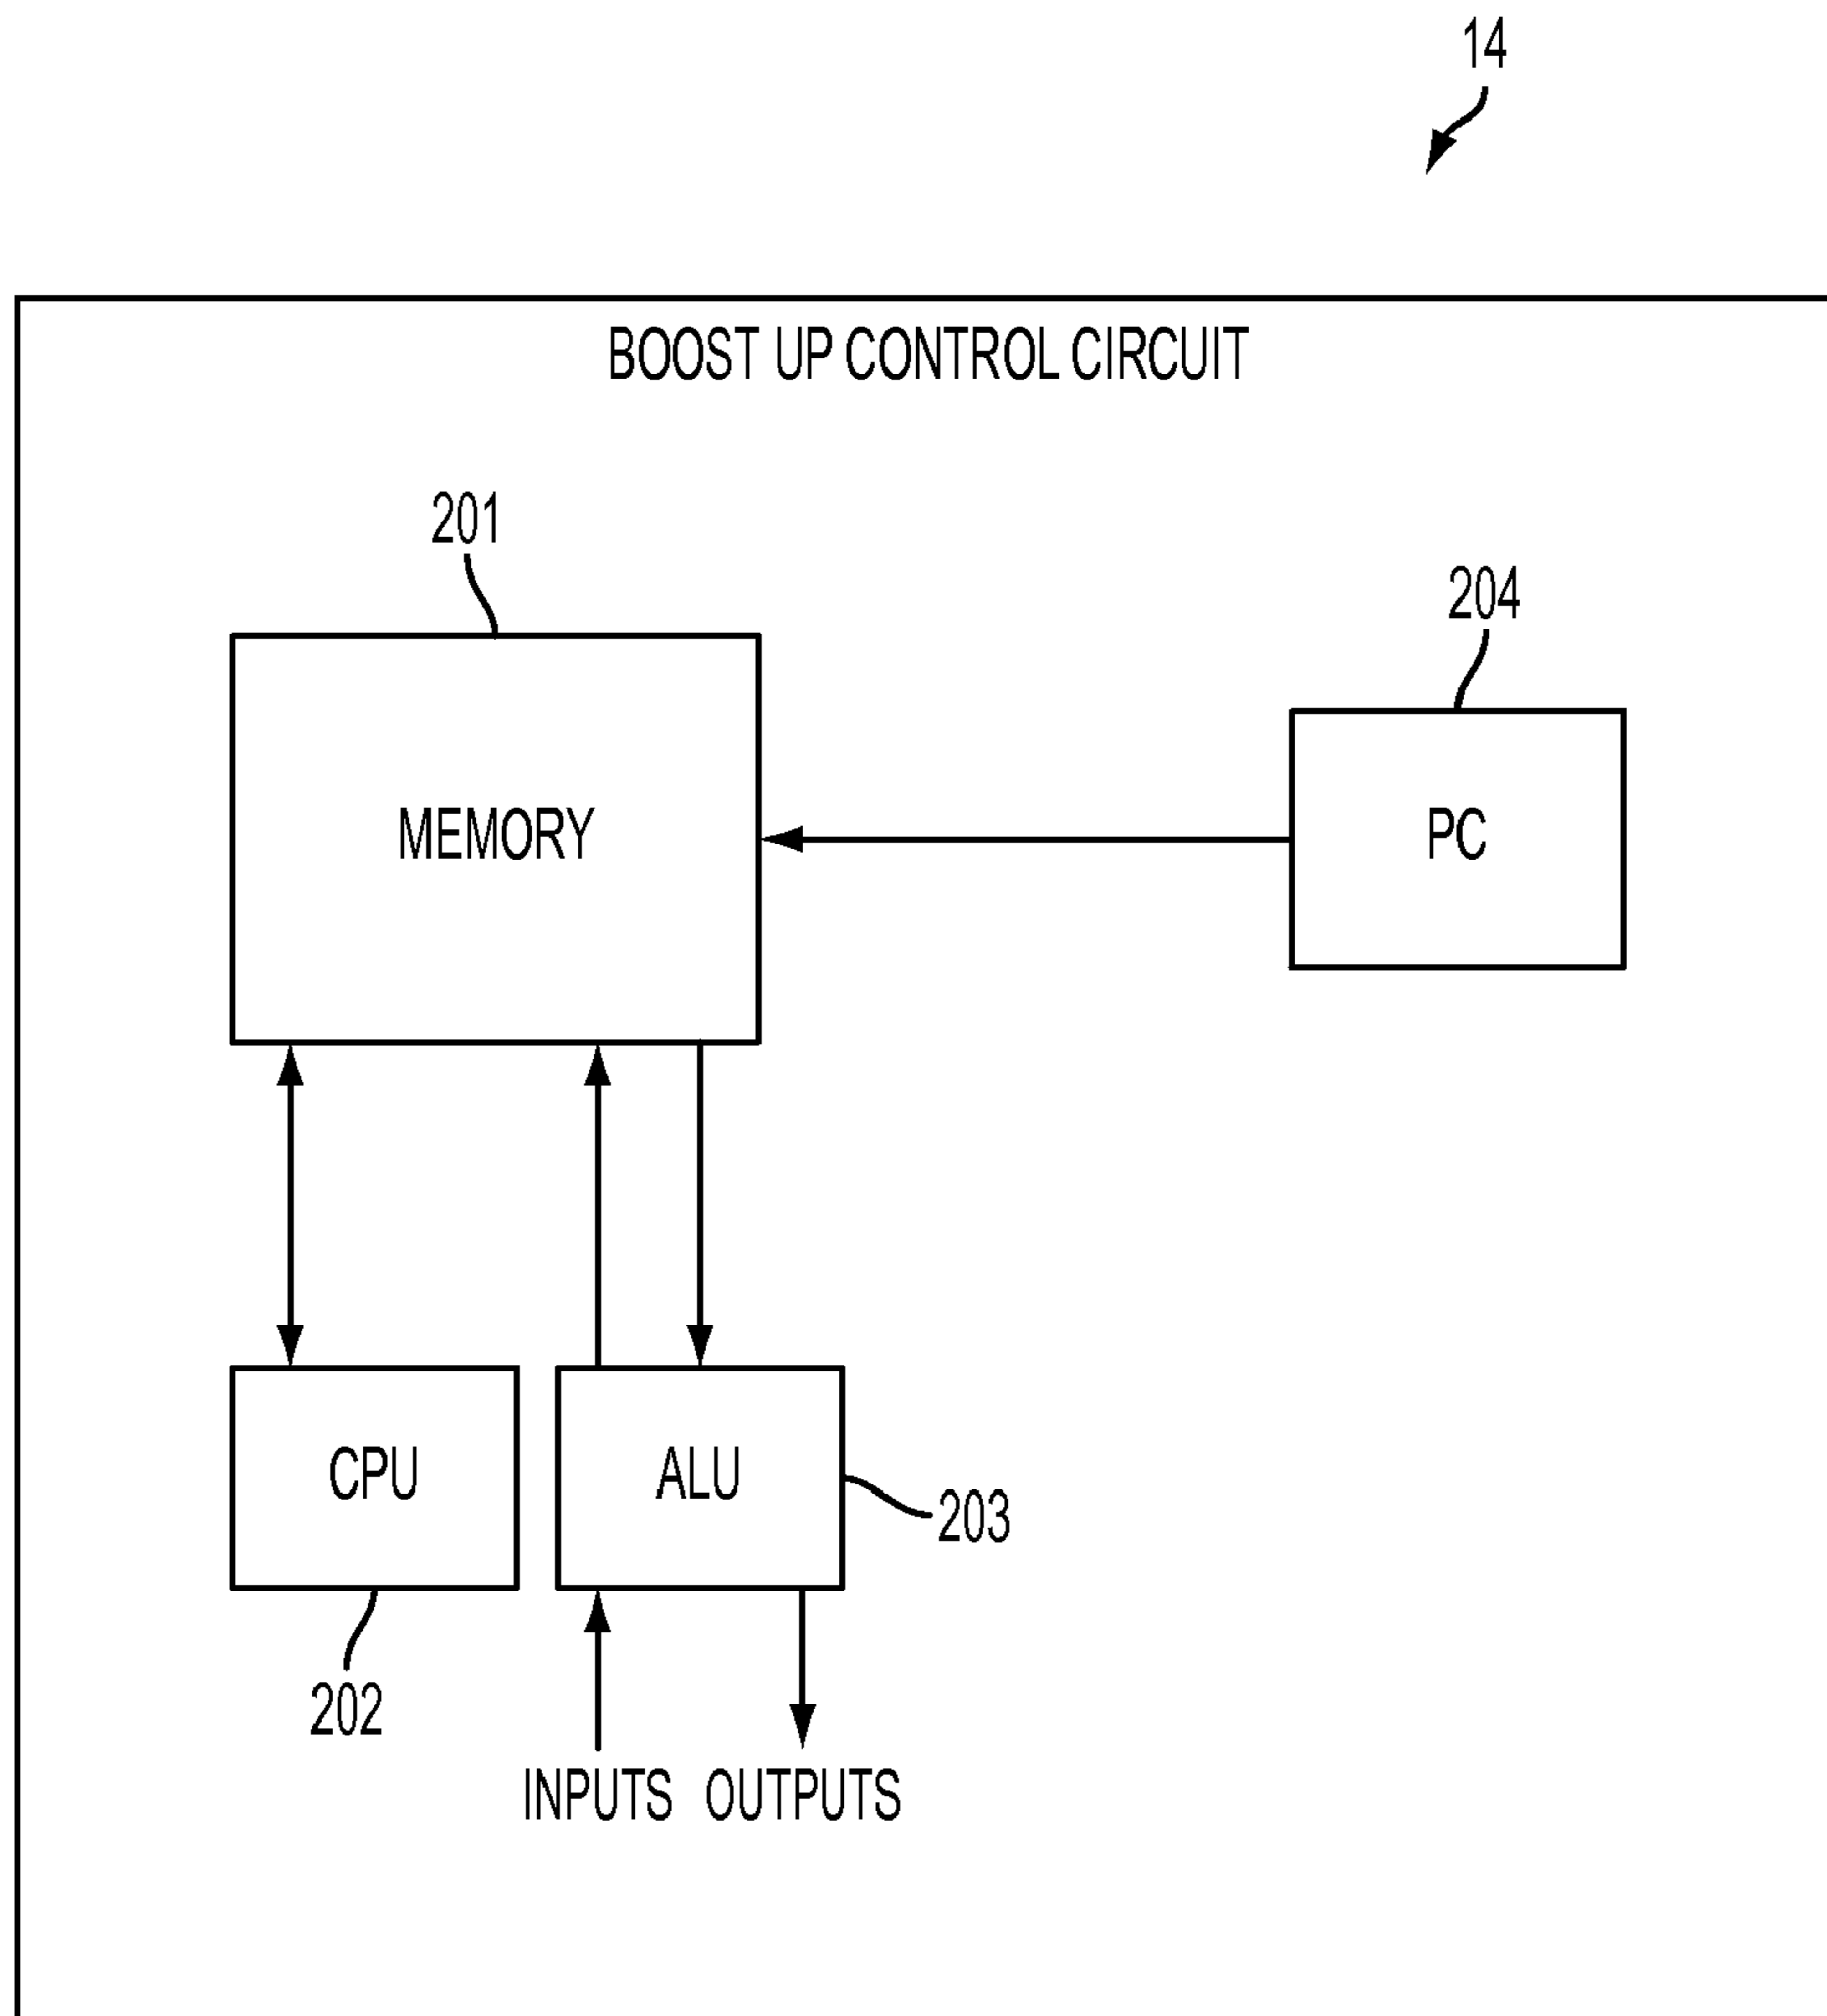 14
BOOST UP CONTROL CIRCUIT
201
204
MEMORY
PC
CPU
ALU
203
202
INPUTS OUTPUTS